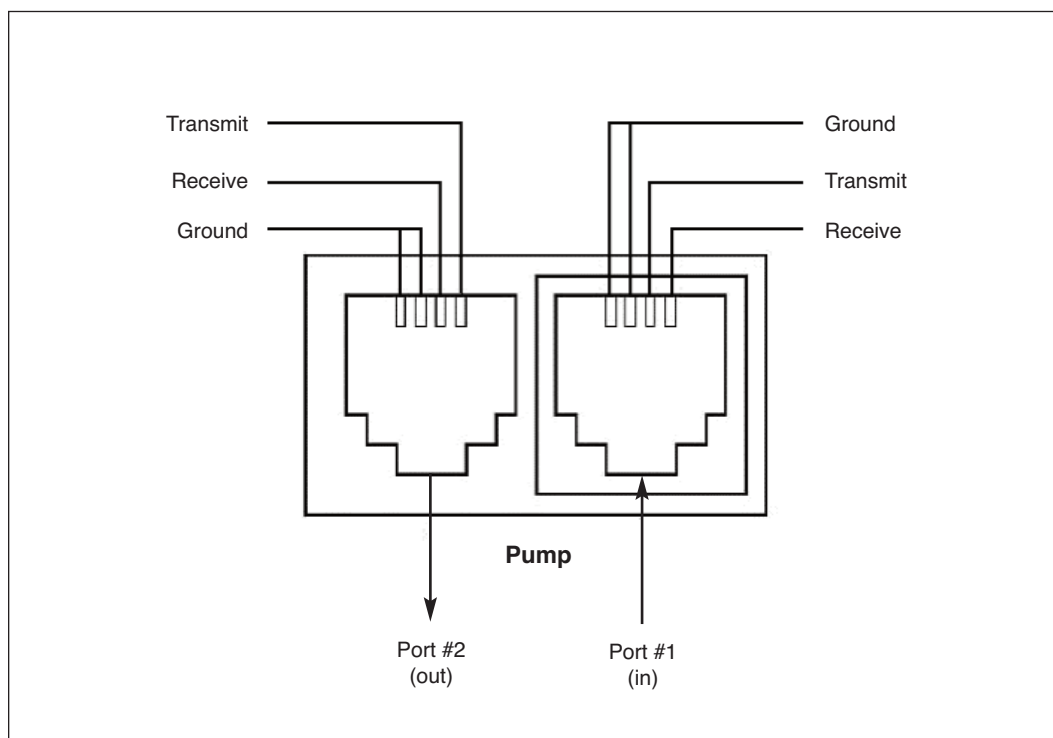 Transmit
Receive
Ground
Ground
Transmit
Receive
Pump
Port #2
(out)
Port #1
(in)